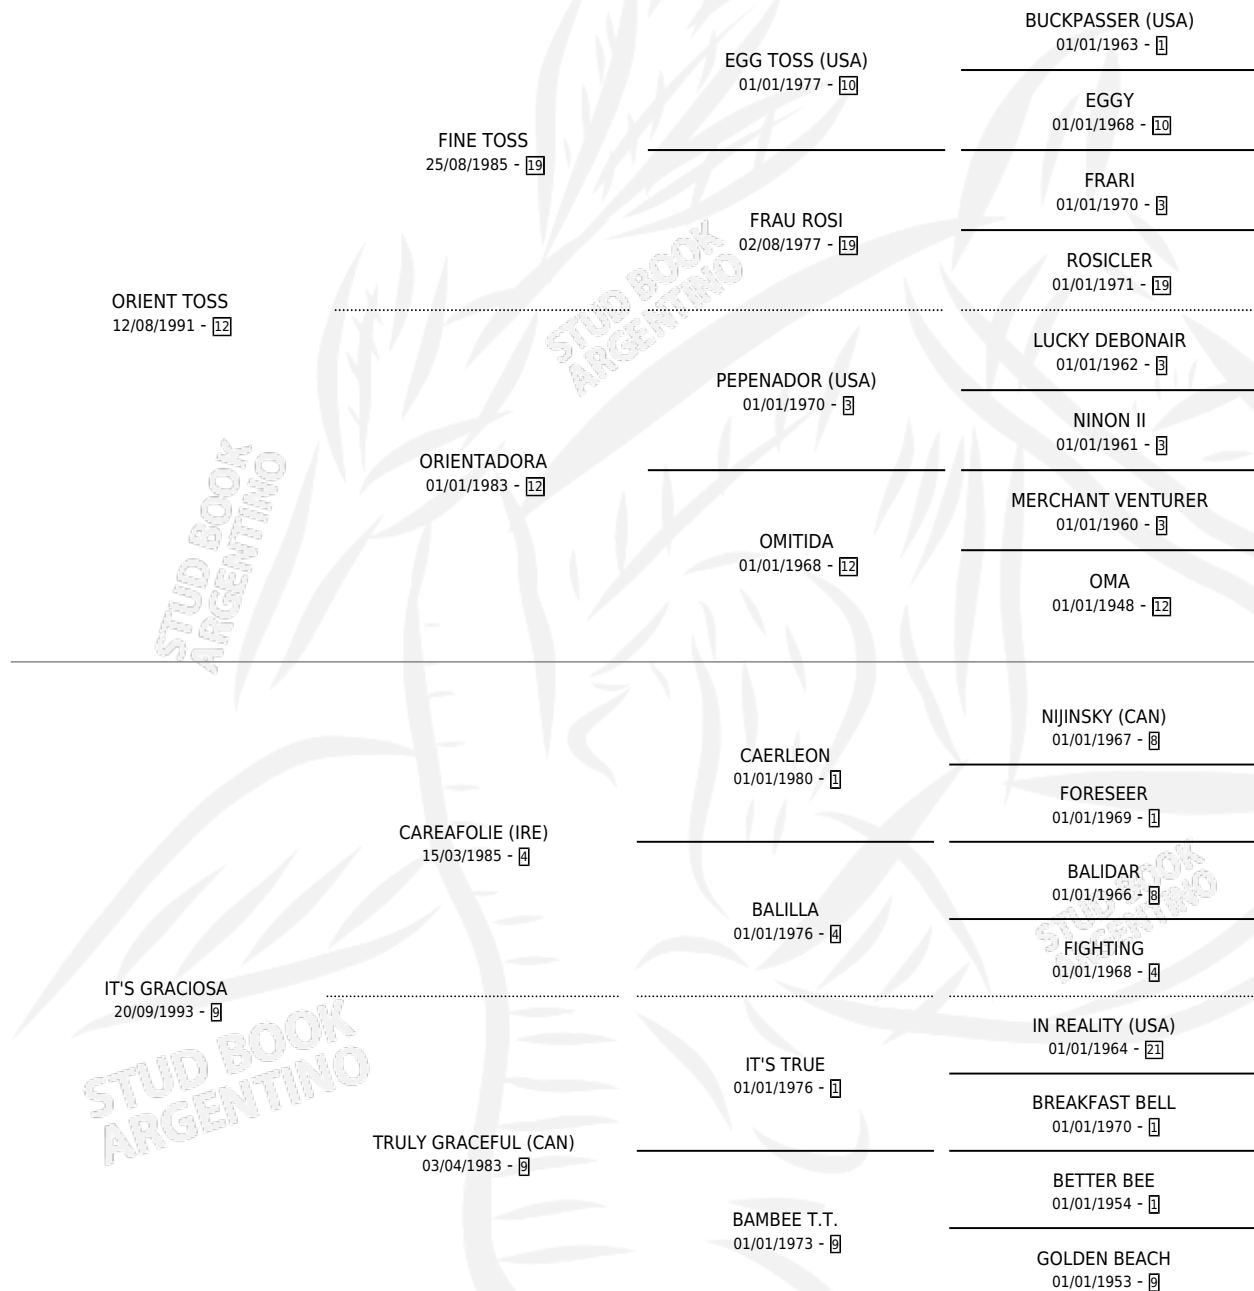 BUCKPASSER (USA)
01/01/1963 - 1
EGG TOSS (USA)
01/01/1977 - 10
EGGY
01/01/1968 - 10
FINE TOSS
25/08/1985 - 19
FRARI
01/01/1970 - 3
FRAU ROSI
02/08/1977 - 19
ROSICLER
01/01/1971 - 19
ORIENT TOSS
12/08/1991 - 12
LUCKY DEBONAIR
01/01/1962 - 3
PEPENADOR (USA)
01/01/1970 - 3
NINON II
01/01/1961 - 3
ORIENTADORA
01/01/1983 - 12
MERCHANT VENTURER
01/01/1960 - 3
OMITIDA
01/01/1968 - 12
OMA
01/01/1948 - 12
NIJINSKY (CAN)
01/01/1967 - 8
CAERLEON
01/01/1980 - 1
FORESEER
01/01/1969 - 1
CAREAFOLIE (IRE)
15/03/1985 - 4
BALIDAR
01/01/1966 - 8
BALILLA
01/01/1976 - 4
FIGHTING
01/01/1968 - 4
IT'S GRACIOSA
20/09/1993 - 9
IN REALITY (USA)
01/01/1964 - 21
IT'S TRUE
01/01/1976 - 1
BREAKFAST BELL
01/01/1970 - 1
TRULY GRACEFUL (CAN)
03/04/1983 - 9
BETTER BEE
01/01/1954 - 1
BAMBEE T.T.
01/01/1973 - 9
GOLDEN BEACH
01/01/1953 - 9
STUD BOOK
ARGENTINO
STUD BOOK
ARGENTINO
STUD BOOK
ARGENTINO
STUD BOOK
ARGENTINO